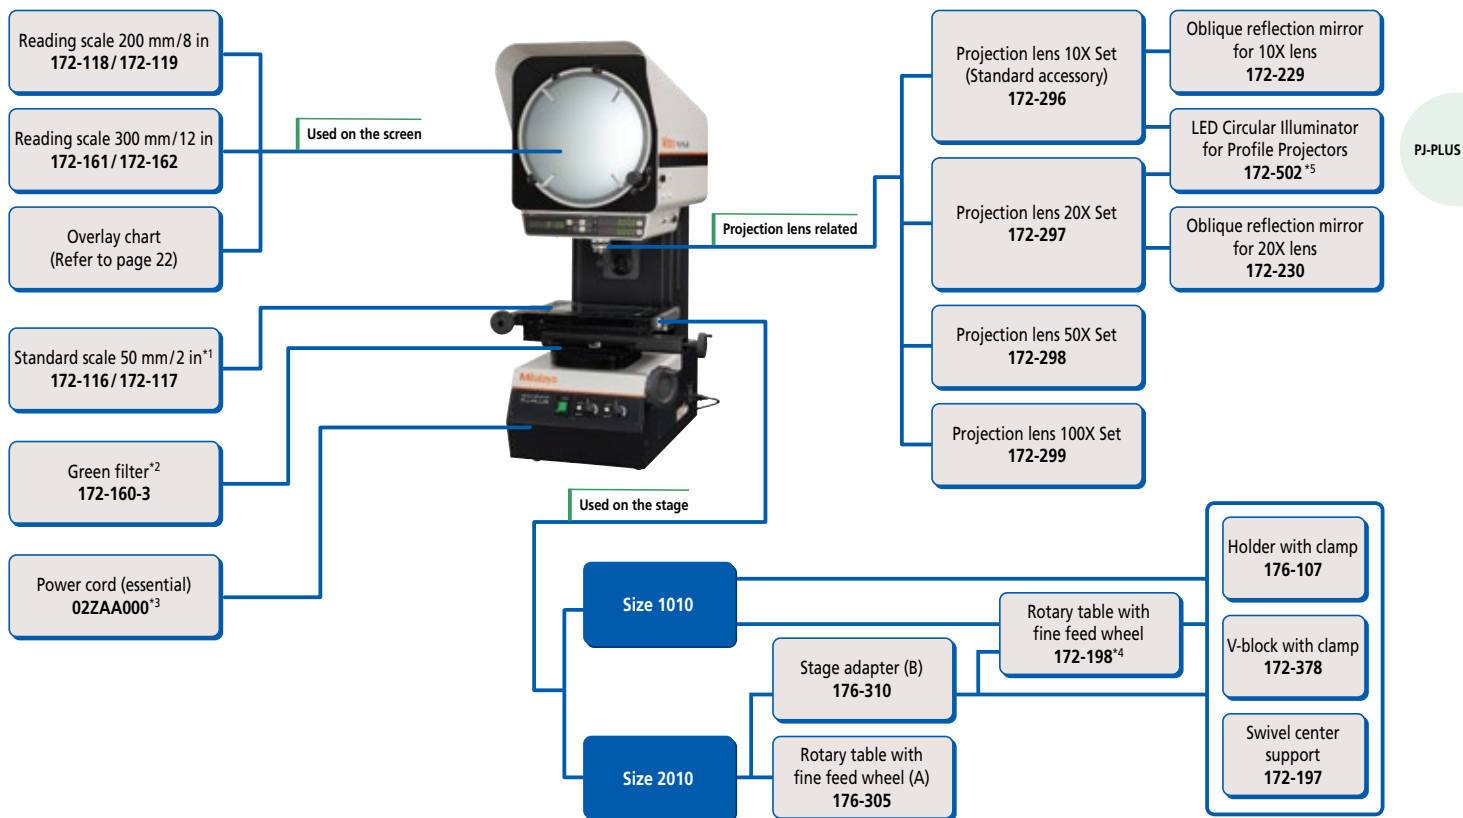 Reading scale 200 mm/8 in
172-118/172-119
Reading scale 300 mm/12 in
172-161/172-162
Overlay chart
(Refer to page 22)
Used on the screen
Standard scale 50 mm/2 in*1
172-116/172-117
Green filter*2
172-160-3
Power cord (essential)
02ZAA000*3
Mitutoyo
PJ-PLUS
Projection lens related
Projection lens 10X Set
(Standard accessory)
172-296
Projection lens 20X Set
172-297
Projection lens 50X Set
172-298
Projection lens 100X Set
172-299
Oblique reflection mirror
for 10X lens
172-229
LED Circular Illuminator
for Profile Projectors
172-502*5
Oblique reflection mirror
for 20X lens
172-230
PJ-PLUS
Used on the stage
Size 1010
Size 2010
Stage adapter (B)
176-310
Rotary table with
fine feed wheel (A)
176-305
Rotary table with
fine feed wheel
172-198*4
Holder with clamp
176-107
V-block with clamp
172-378
Swivel center
support
172-197